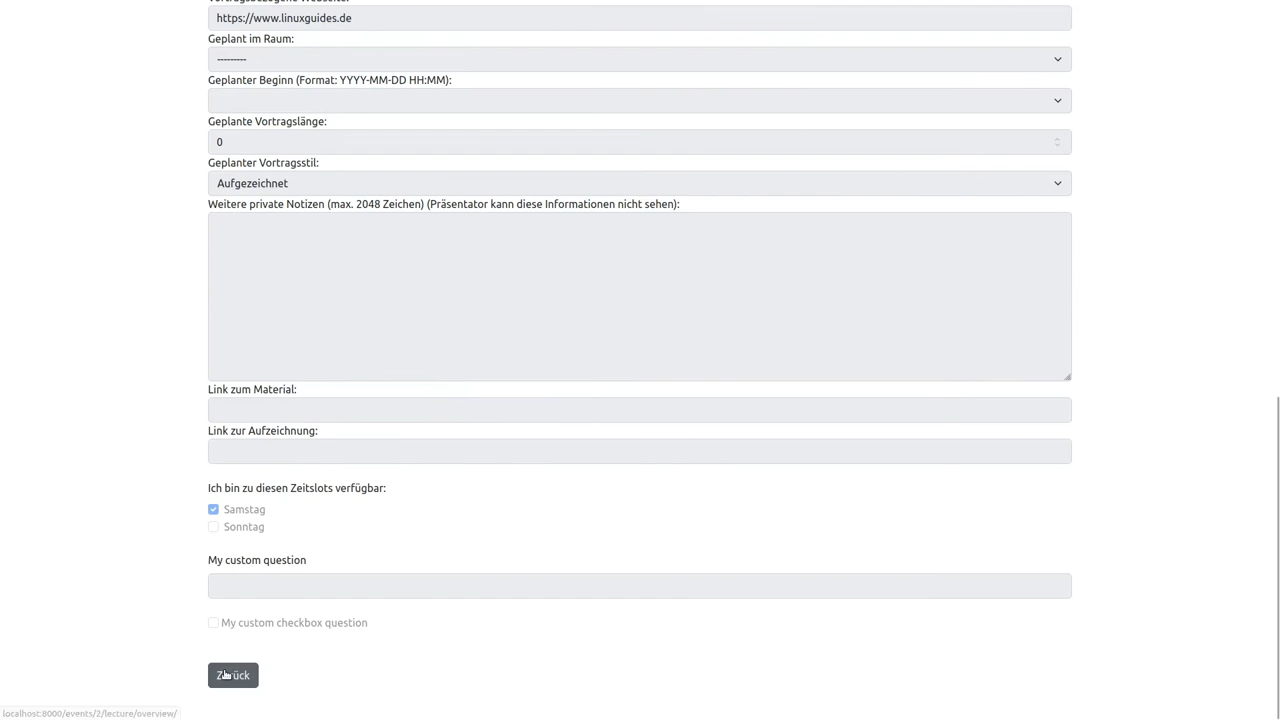 https://www.linuxguides.de
Geplant im Raum:
---------
Geplanter Beginn (Format: YYYY-MM-DD HH:MM):
Geplante Vortragslänge:
0
Geplanter Vortragsstil:
Aufgezeichnet
Weitere private Notizen (max. 2048 Zeichen) (Präsentator kann diese Informationen nicht sehen):
Link zum Material:
Link zur Aufzeichnung:
Ich bin zu diesen Zeitslots verfügbar:
Samstag
Sonntag
My custom question
My custom checkbox question
Zurück
localhost:8000/events/2/lecture/overview/